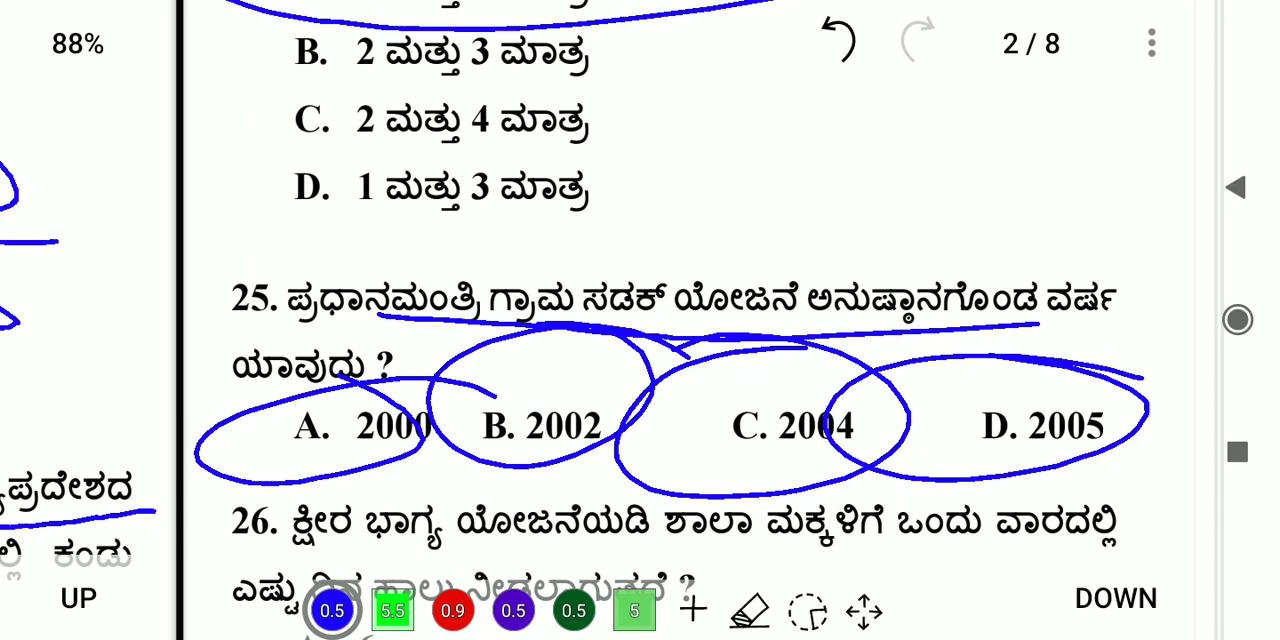 88%
2 / 8
B. 2 ಮತ್ತು 3 ಮಾತ್ರ
C. 2 ಮತ್ತು 4 ಮಾತ್ರ
D. 1 ಮತ್ತು 3 ಮಾತ್ರ
25. ಪ್ರಧಾನಮಂತ್ರಿ ಗ್ರಾಮ ಸಡಕ್ ಯೋಜನೆ ಅನುಷ್ಠಾನಗೊಂಡ ವರ್ಷ
ಯಾವುದು ?
A. 2000 B. 2002 C. 2004 D. 2005
26. ಕ್ಷೀರ ಭಾಗ್ಯ ಯೋಜನೆಯಡಿ ಶಾಲಾ ಮಕ್ಕಳಿಗೆ ಒಂದು ವಾರದಲ್ಲಿ
ಎಷ್ಟು ದಿನ ಹಾಲು ನೀಡಲಾಗುತ್ತದೆ ?
ಕಂಡು
UP
0.5 5.5 0.9 0.5 0.5 5
DOWN